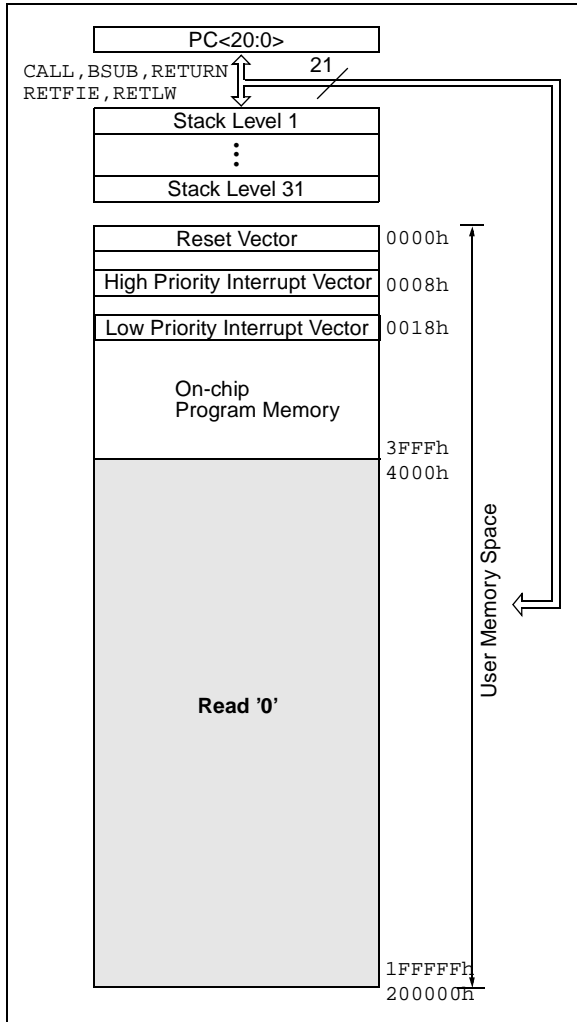 PC<20:0>
CALL,BSUB,RETURN
RETFIE,RETLW
21
Stack Level 1
Stack Level 31
Reset Vector
0000h
High Priority Interrupt Vector
0008h
Low Priority Interrupt Vector
0018h
On-chip
Program Memory
3FFFh
4000h
User Memory Space
Read '0'
1FFFFFh
200000h